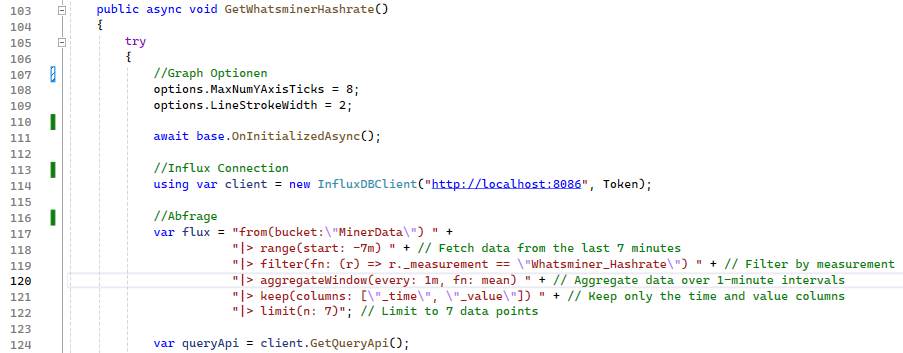 103 public async void GetWhatsminerHashrate()
104 {
105 try
106 {
107 //Graph Optionen
108 options.MaxNumYAxisTicks = 8;
109 options.LineStrokeWidth = 2;
110
111 await base.OnInitializedAsync();
112
113 //Influx Connection
114 using var client = new InfluxDBClient("http://localhost:8086", Token);
115
116 //Abfrage
117 var flux = "from(bucket:\"MinerData\") " +
118 "|> range(start: -7m) " + // Fetch data from the last 7 minutes
119 "|> filter(fn: (r) => r._measurement == \"Whatsminer_Hashrate\") " + // Filter by measurement
120 "|> aggregateWindow(every: 1m, fn: mean) " + // Aggregate data over 1-minute intervals
121 "|> keep(columns: [\"_time\", \"_value\"]) " + // Keep only the time and value columns
122 "|> limit(n: 7)"; // Limit to 7 data points
123
124 var queryApi = client.GetQueryApi();